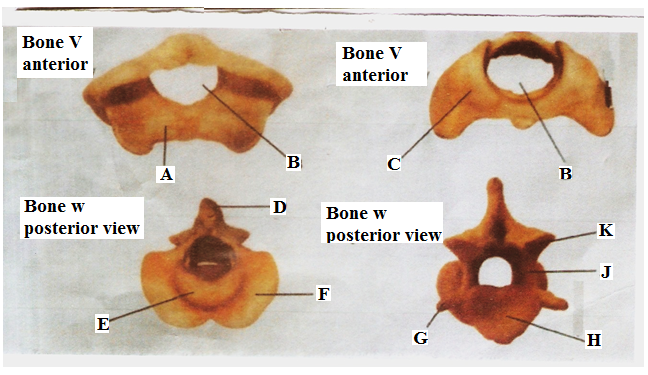 Bone V
anterior
Bone V
anterior
A
B
C
B
Bone w
posterior view
D
E
F
Bone w
posterior view
K
J
G
H